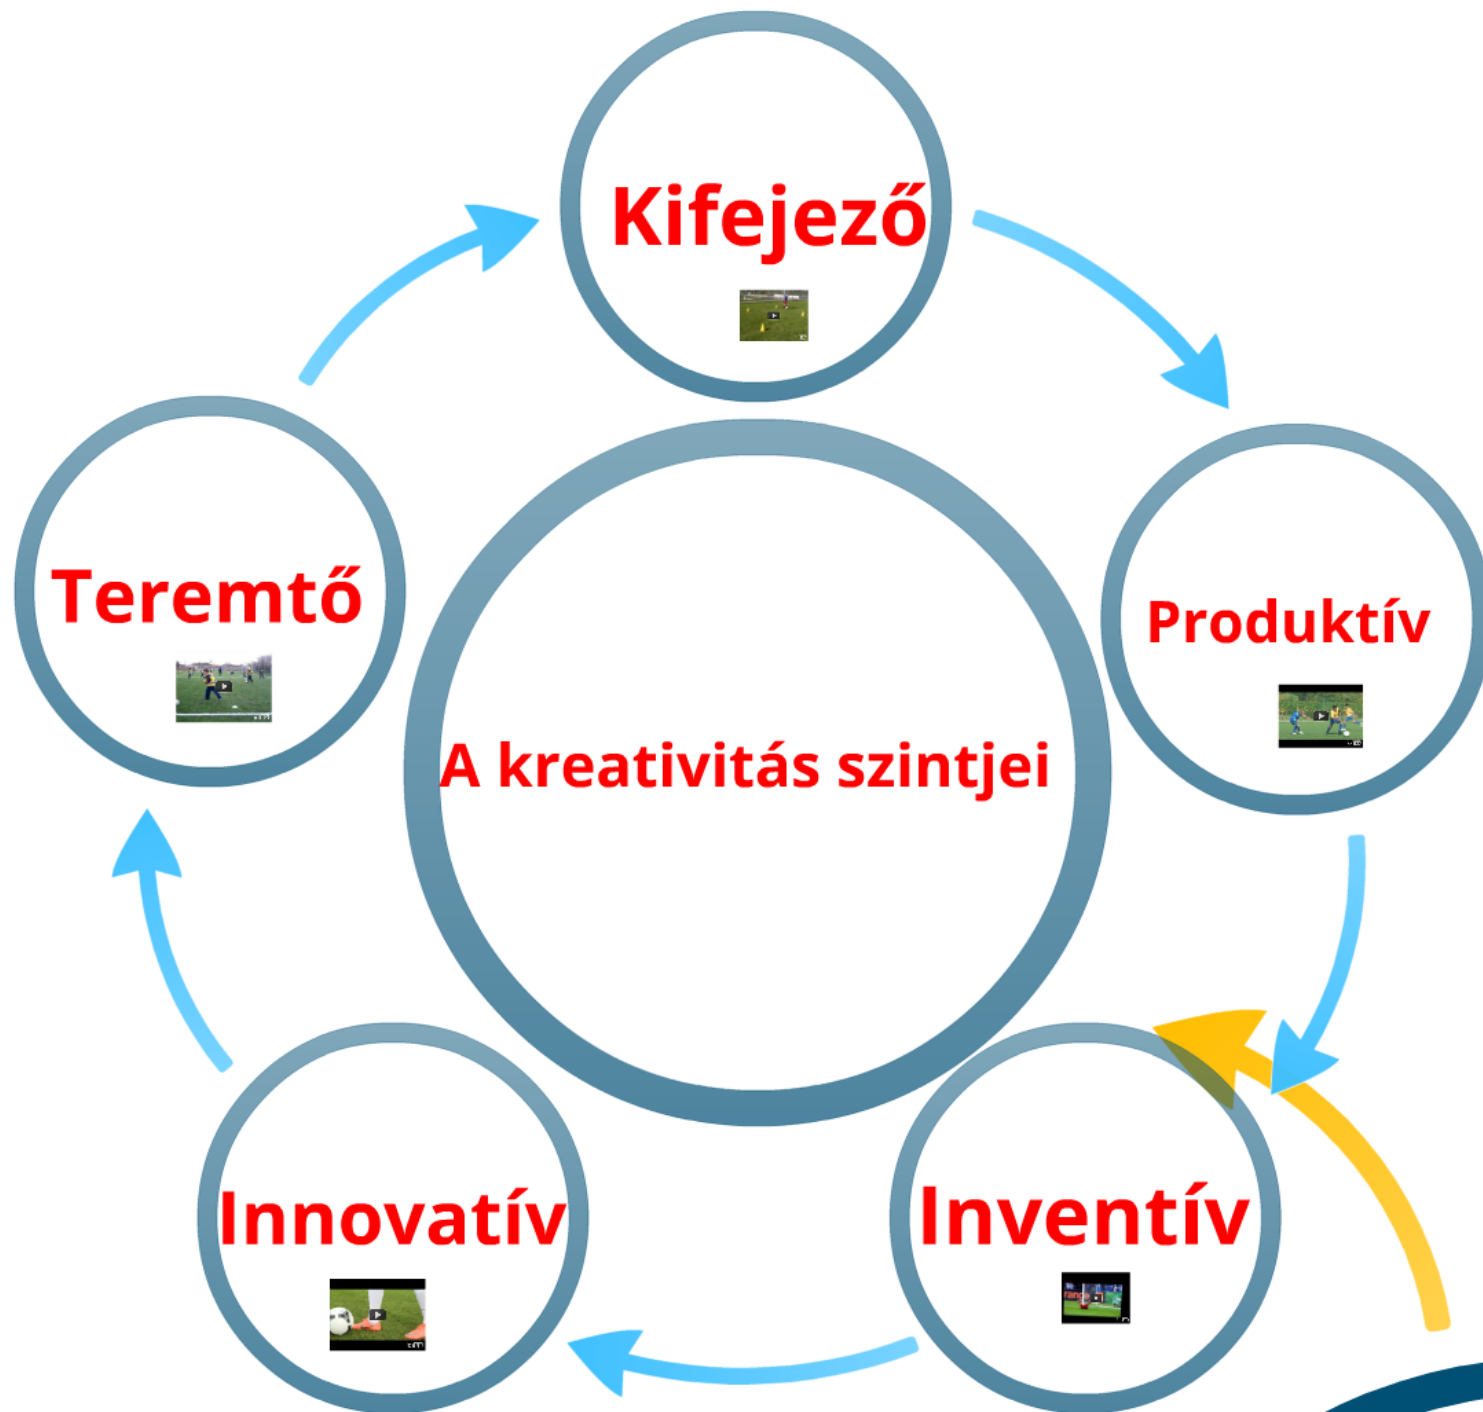 Kifejező
Teremtő
Produktív
A kreativitás szintjei
Innovatív
Inventív